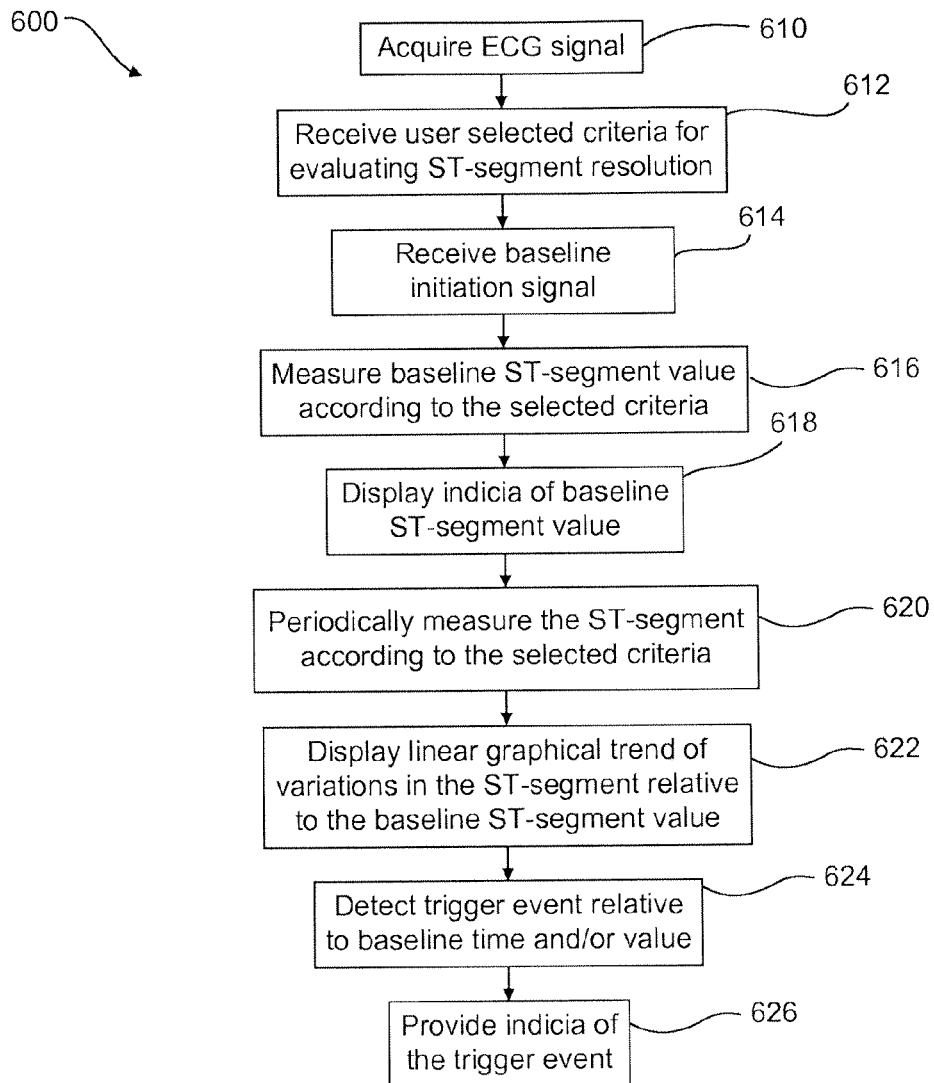 600
Acquire ECG signal
610
Receive user selected criteria for
evaluating ST-segment resolution
612
Receive baseline
initiation signal
614
Measure baseline ST-segment value
according to the selected criteria
616
Display indicia of baseline
ST-segment value
618
Periodically measure the ST-segment
according to the selected criteria
620
Display linear graphical trend of
variations in the ST-segment relative
to the baseline ST-segment value
622
Detect trigger event relative
to baseline time and/or value
624
Provide indicia of
the trigger event
626